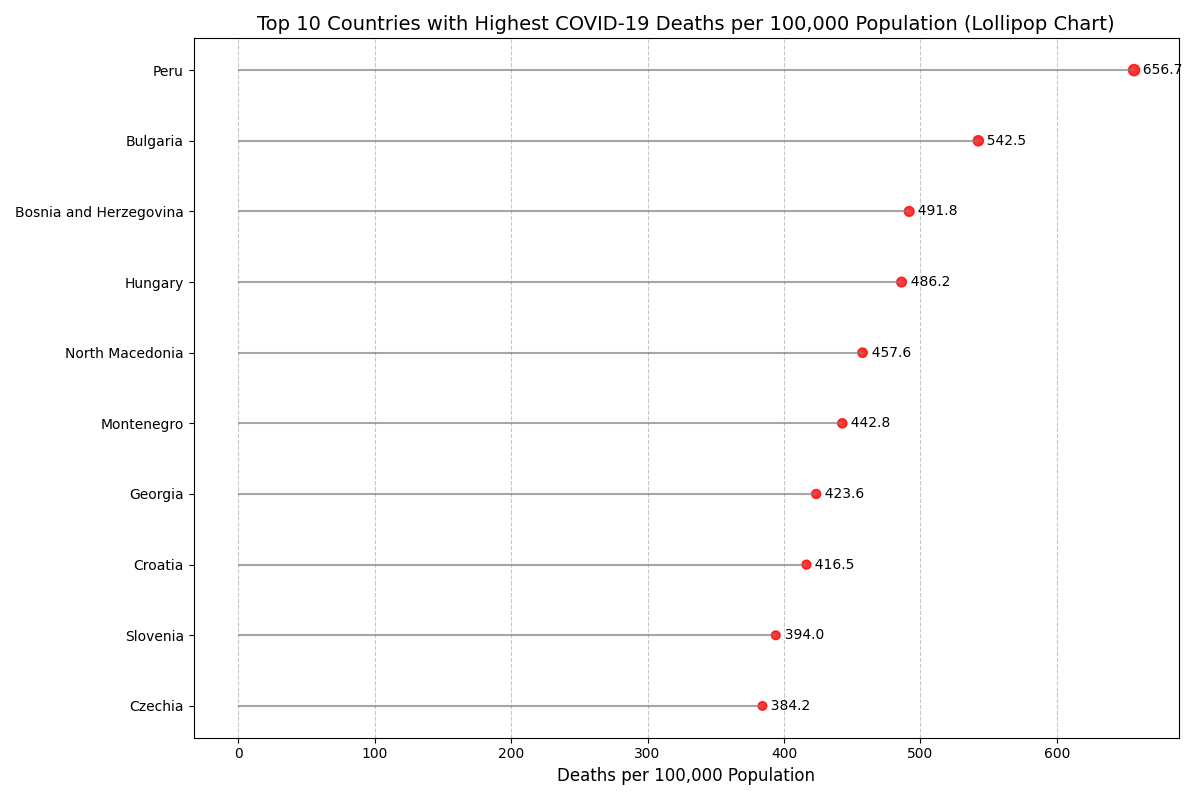 Top 10 Countries with Highest COVID-19 Deaths per 100,000 Population (Lollipop Chart)
Peru 656.7
Bulgaria 542.5
Bosnia and Herzegovina 491.8
Hungary 486.2
North Macedonia 457.6
Montenegro 442.8
Georgia 423.6
Croatia 416.5
Slovenia 394.0
Czechia 384.2
0 100 200 300 400 500 600
Deaths per 100,000 Population